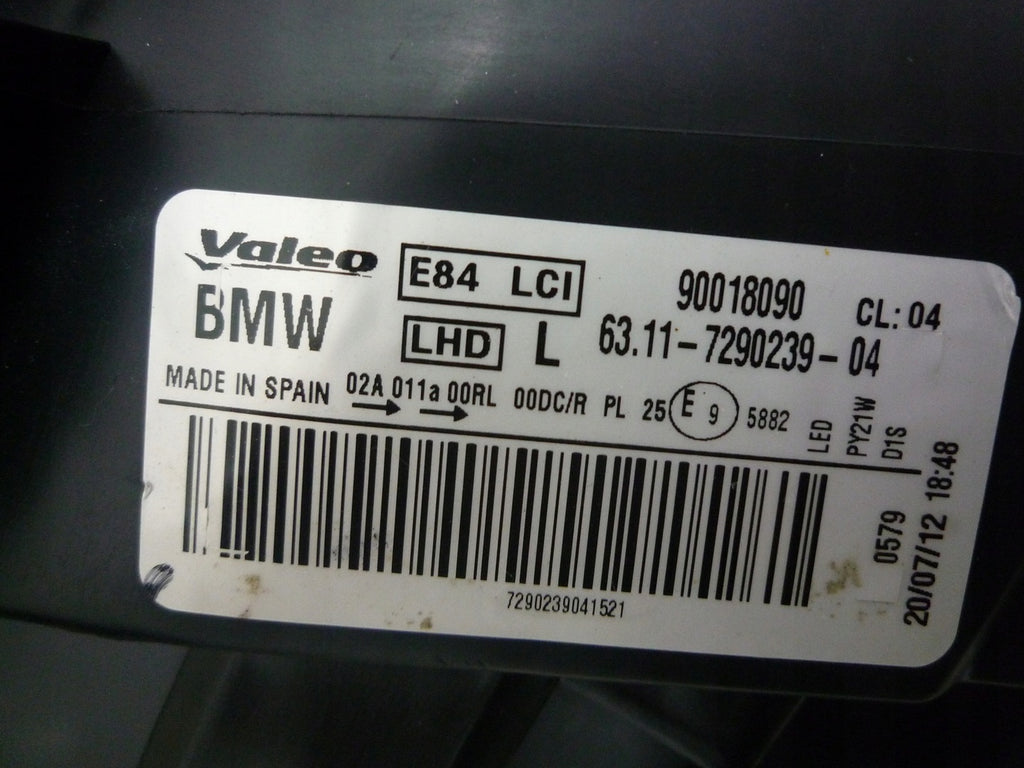 Valeo E84 LCI 90018090 CL: 04
BMW LHD L 63.11-7290239-04
MADE IN SPAIN 02A 011a 00RL 00DC/R PL 25 E 9 5882
LED
PY21W
D1S
7290239041521
0579
20/07/12 18:48